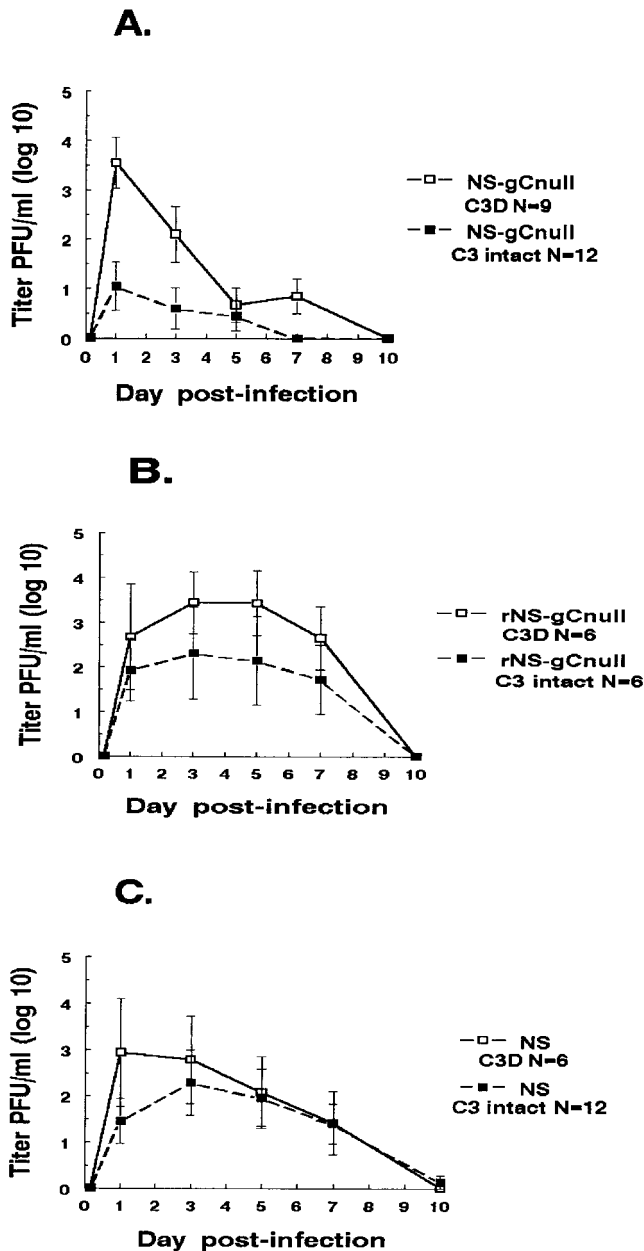 A.
Titer PFU/ml (log 10)
5
4
3
2
1
0
0 1 2 3 4 5 6 7 8 9 10
Day post-infection
NS-gCnull
C3D N=9
NS-gCnull
C3 intact N=12
B.
Titer PFU/ml (log 10)
5
4
3
2
1
0
0 1 2 3 4 5 6 7 8 9 10
Day post-infection
rNS-gCnull
C3D N=6
rNS-gCnull
C3 intact N=6
C.
Titer PFU/ml (log 10)
5
4
3
2
1
0
0 1 2 3 4 5 6 7 8 9 10
Day post-infection
NS
C3D N=6
NS
C3 intact N=12